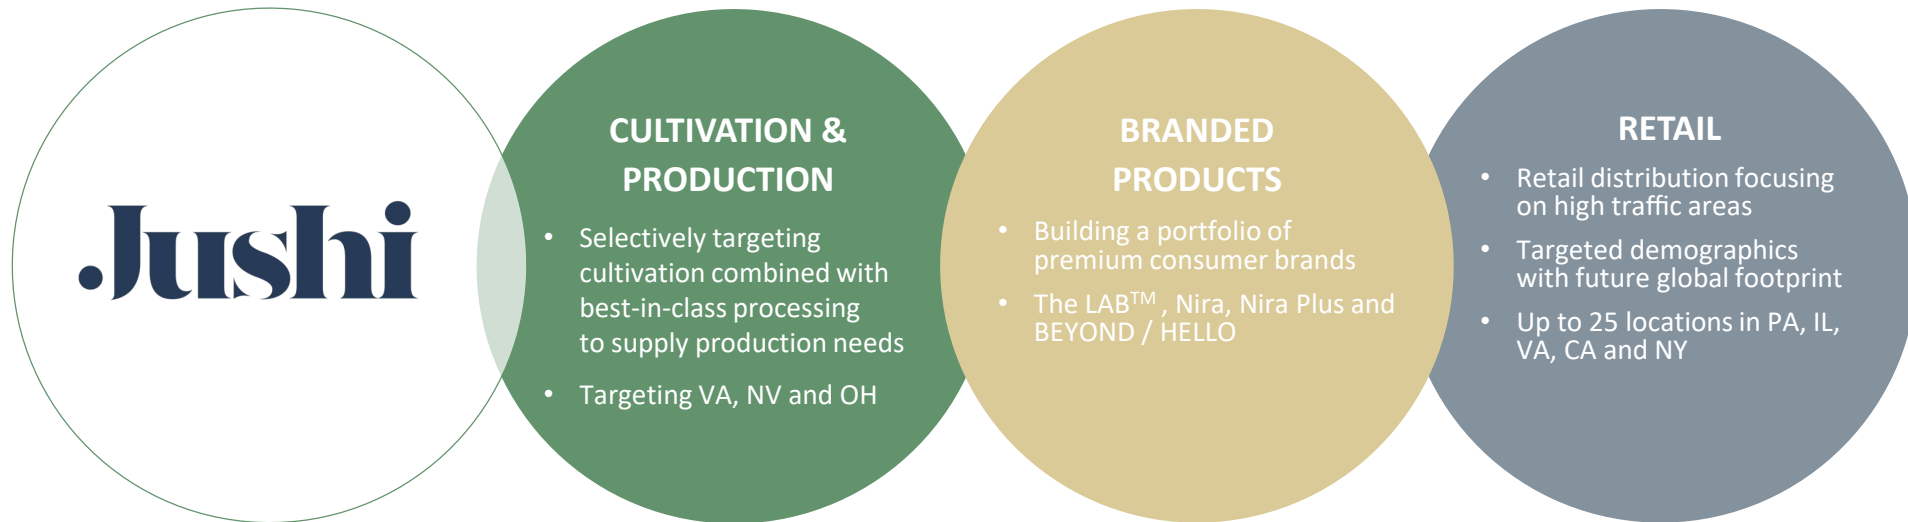 Jushi
CULTIVATION &
PRODUCTION
• Selectively targeting
cultivation combined with
best-in-class processing
to supply production needs
• Targeting VA, NV and OH
BRANDED
PRODUCTS
• Building a portfolio of
premium consumer brands
• The LAB™ , Nira, Nira Plus and
BEYOND / HELLO
RETAIL
• Retail distribution focusing
on high traffic areas
• Targeted demographics
with future global footprint
• Up to 25 locations in PA, IL,
VA, CA and NY